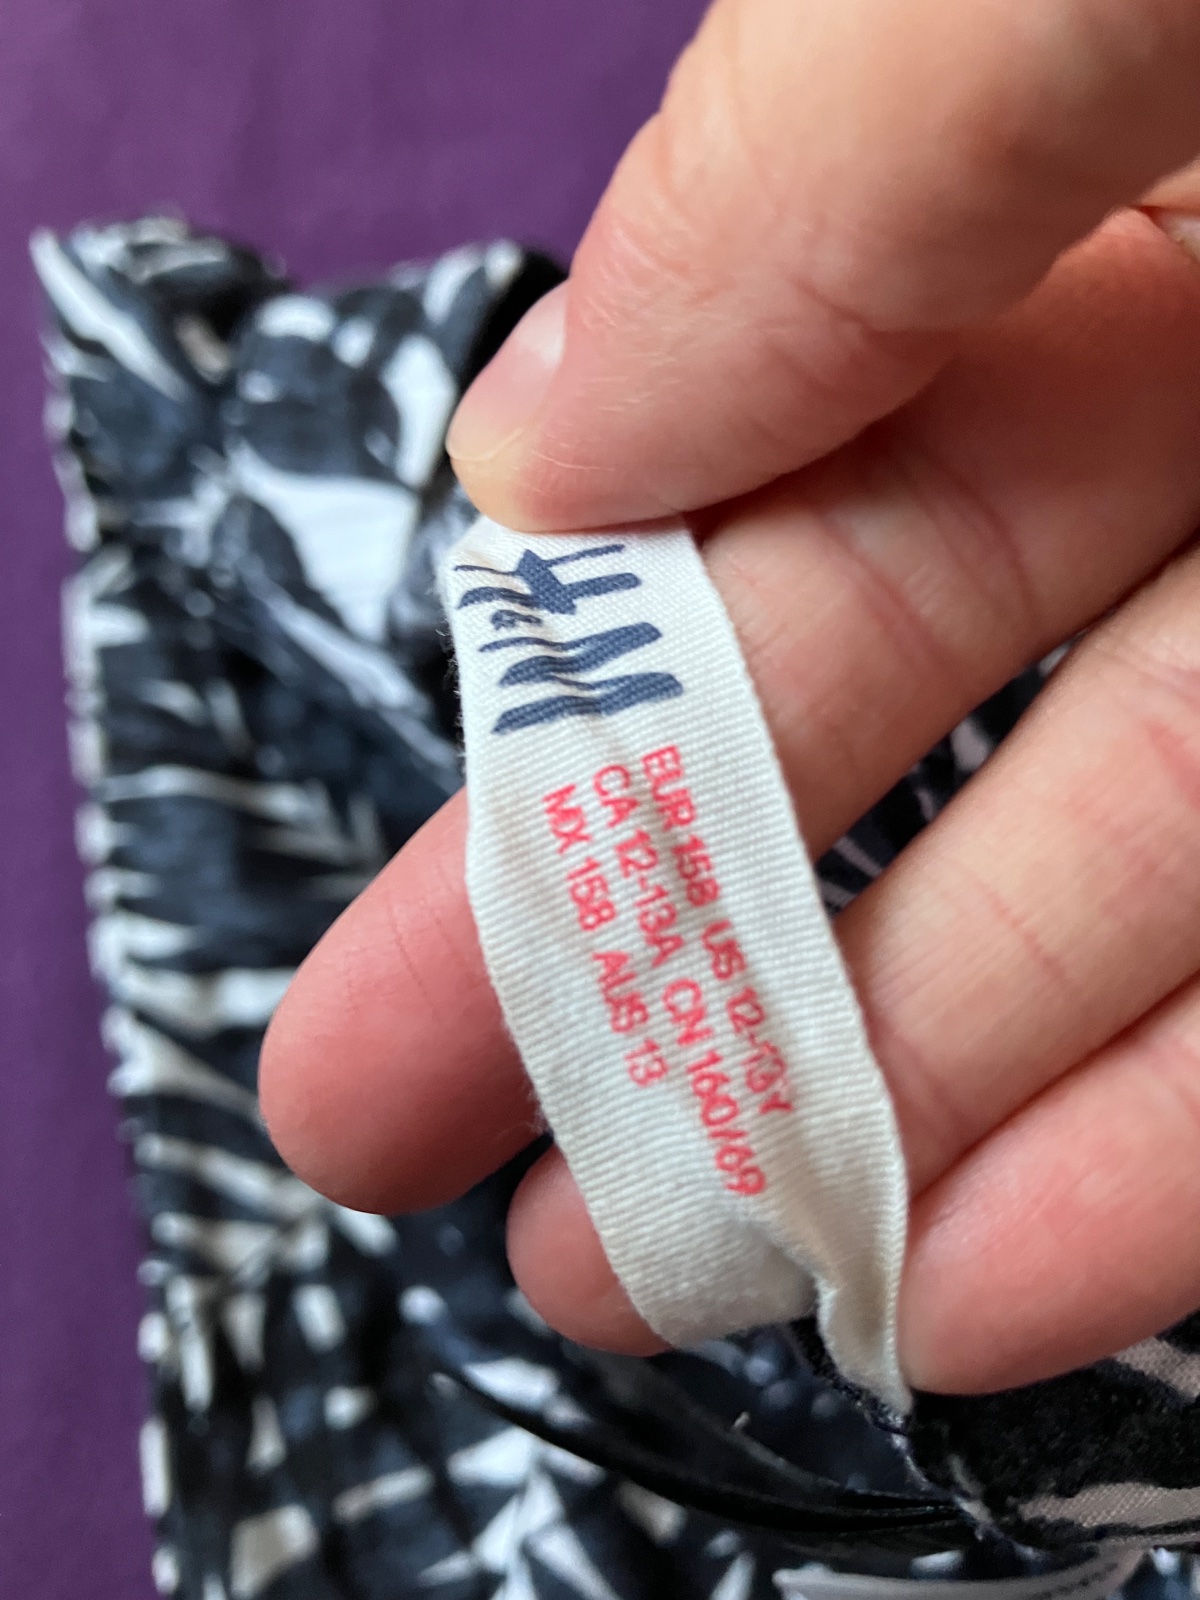 H&M
EUR 158 US 12-13Y
CA 12-13A CN 160/69
MX 158 AUS 13